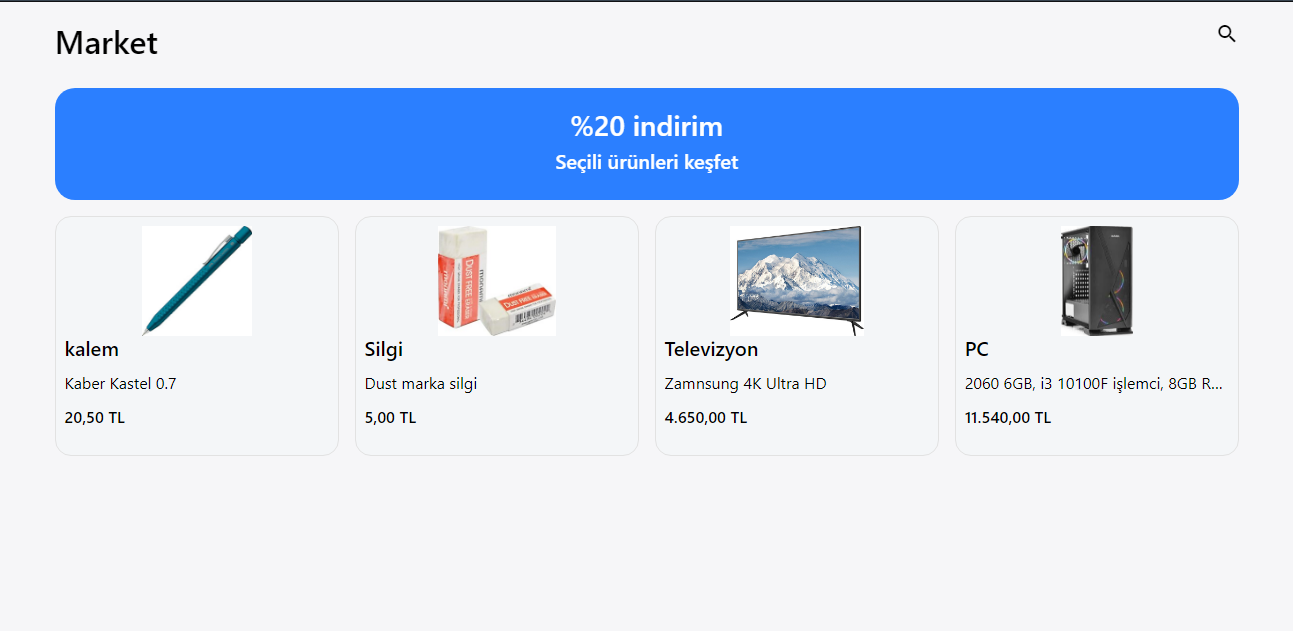 Market
%20 indirim
Seçili ürünleri keşfet
DUST FREE
DUST FREE
kalem
Kaber Kastel 0.7
20,50 TL
Silgi
Dust marka silgi
5,00 TL
Televizyon
Zamnsung 4K Ultra HD
4.650,00 TL
PC
2060 6GB, i3 10100F işlemci, 8GB R...
11.540,00 TL